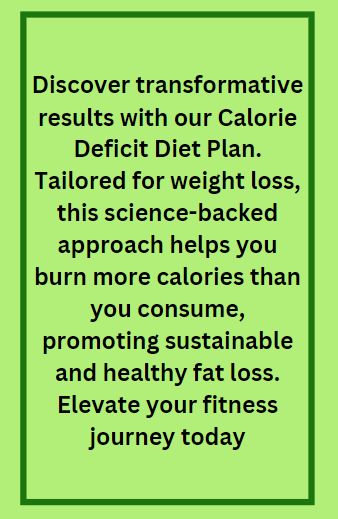 Discover transformative
results with our Calorie
Deficit Diet Plan.
Tailored for weight loss,
this science-backed
approach helps you
burn more calories than
you consume,
promoting sustainable
and healthy fat loss.
Elevate your fitness
journey today